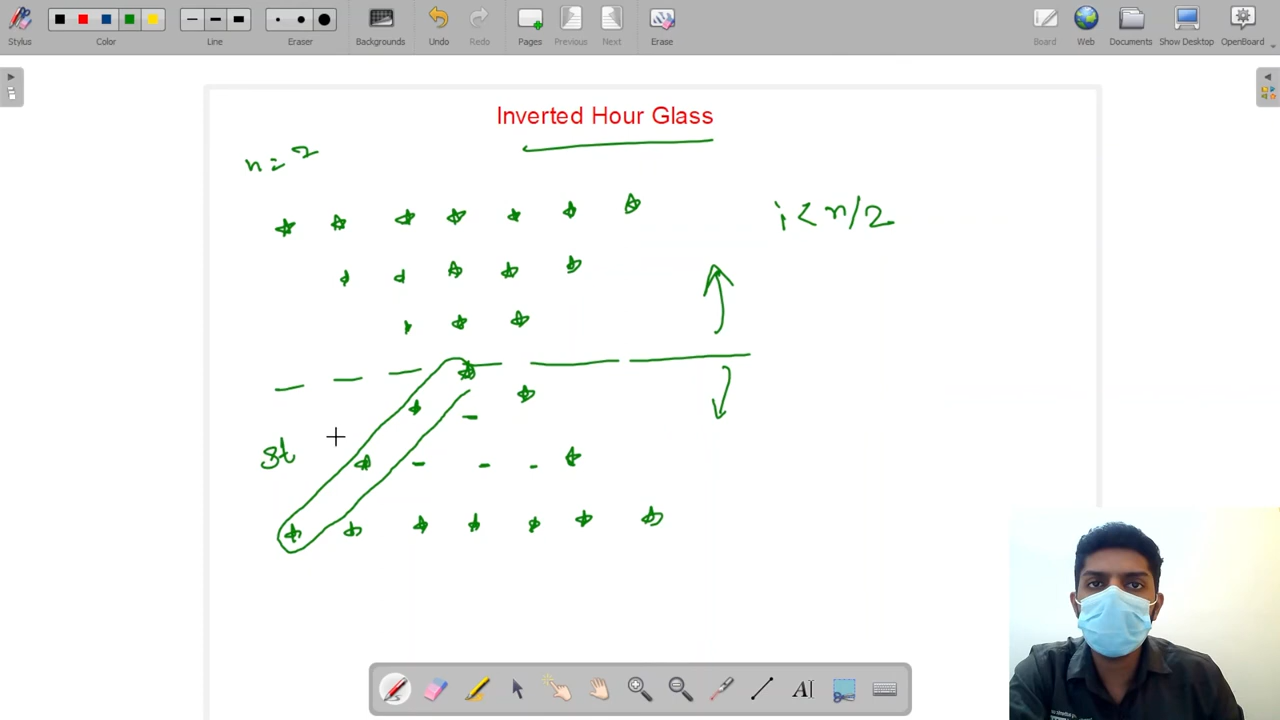 Stylus Color Line Eraser Backgrounds Undo Redo Pages Previous Next Erase Board Web Documents Show Desktop OpenBoard
Inverted Hour Glass
n = 7
i < n/2
st